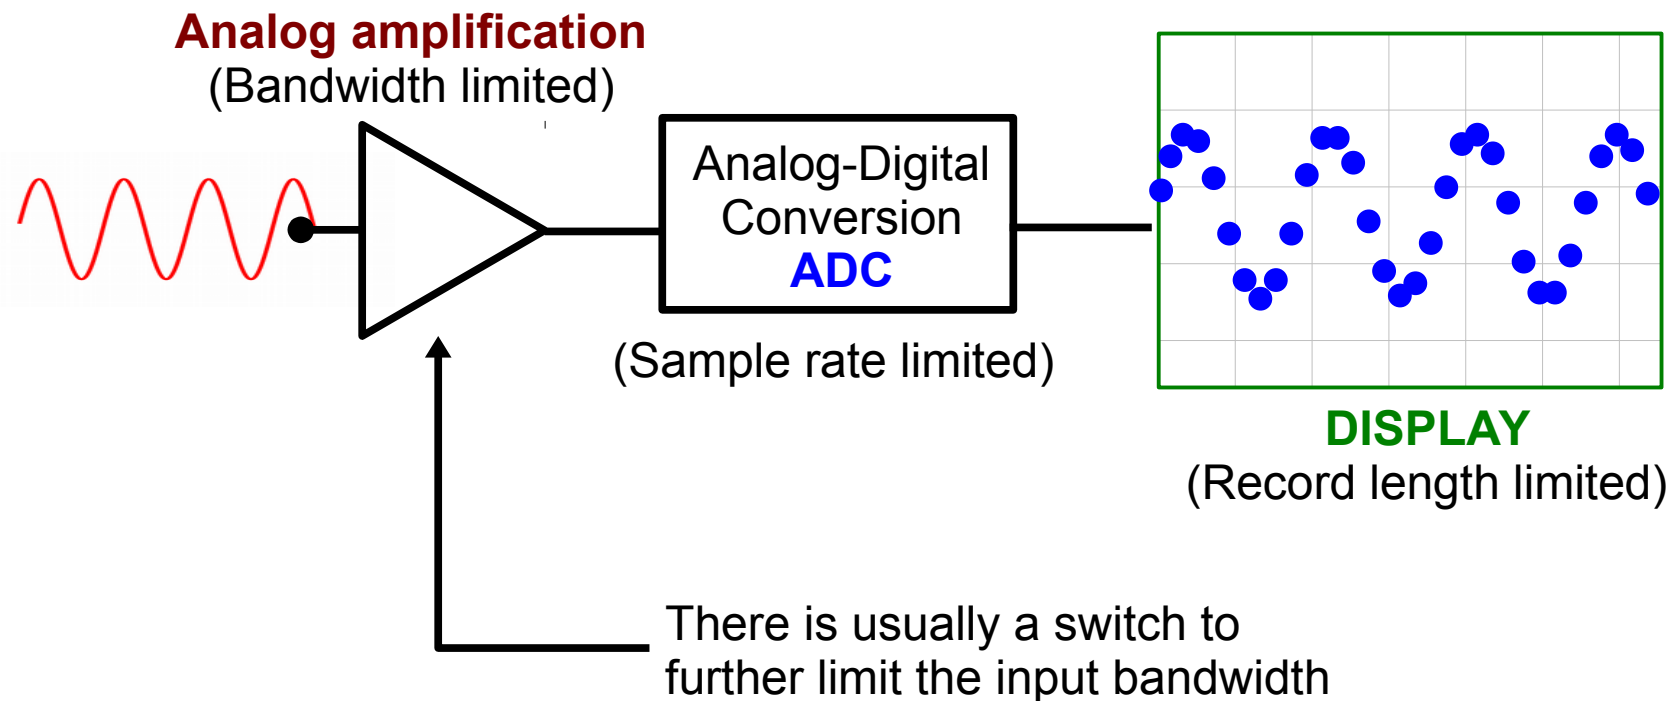 Analog amplification
(Bandwidth limited)
Analog-Digital
Conversion
ADC
(Sample rate limited)
DISPLAY
(Record length limited)
There is usually a switch to
further limit the input bandwidth